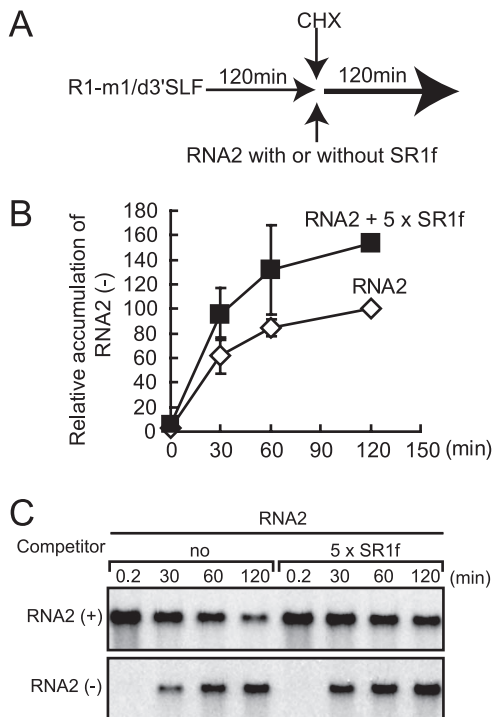 A
CHX
R1-m1/d3'SLF
120min
120min
RNA2 with or without SR1f
B
Relative accumulation of
RNA2 (-)
180
160
140
120
100
80
60
40
20
0
RNA2 + 5 x SR1f
RNA2
0 30 60 90 120 150 (min)
C
RNA2
Competitor no 5 x SR1f
0.2 30 60 120 0.2 30 60 120 (min)
RNA2 (+)
RNA2 (-)